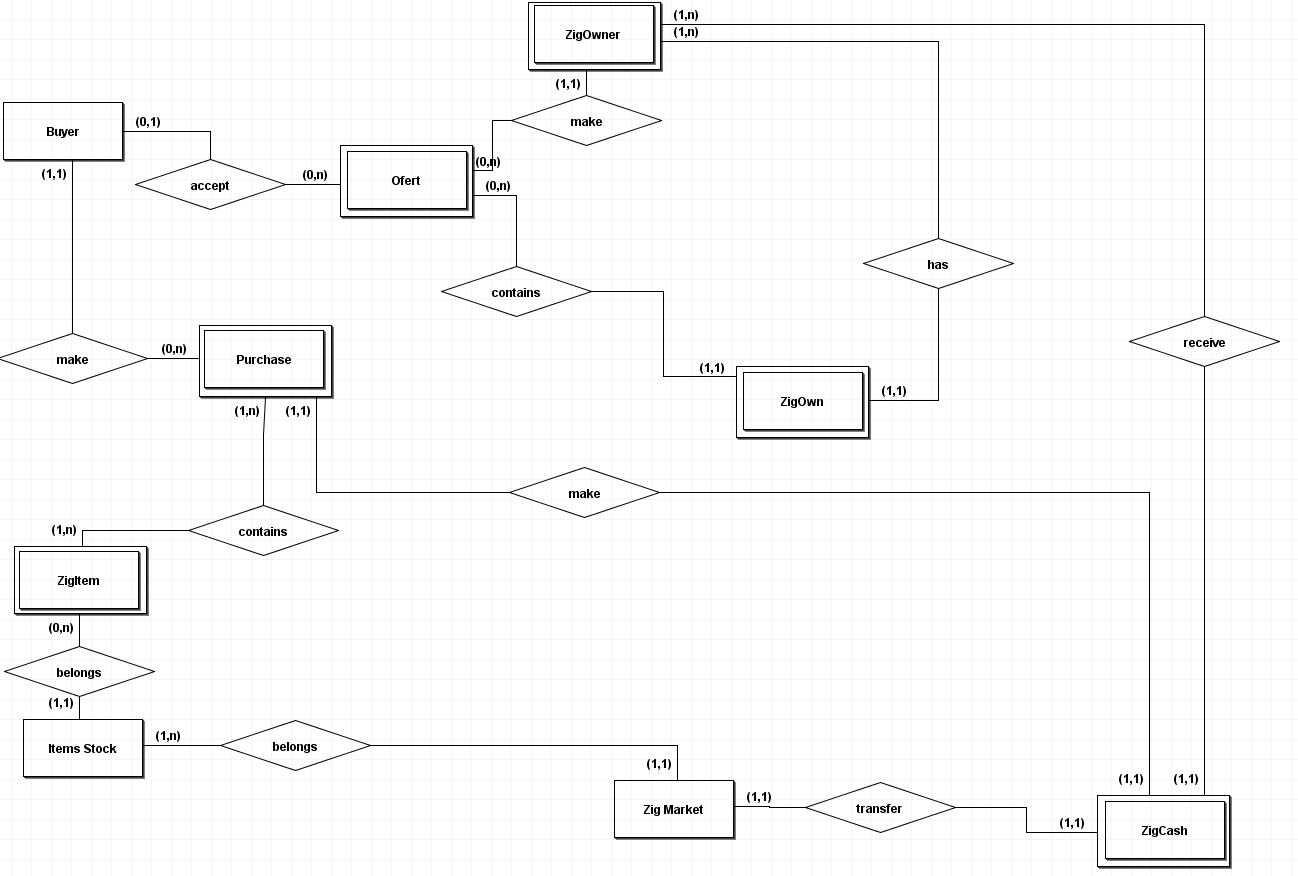 ZigOwner
(1,n)
(1,n)
(1,1)
make
Buyer
(0,1)
(1,1)
accept
(0,n)
Ofert
(0,n)
(0,n)
has
contains
receive
make
(0,n)
Purchase
(1,1)
ZigOwn
(1,1)
(1,n)
(1,1)
make
contains
(1,n)
ZigItem
(0,n)
belongs
(1,1)
Items Stock
(1,n)
belongs
(1,1)
Zig Market
(1,1)
transfer
(1,1)
(1,1)
(1,1)
ZigCash